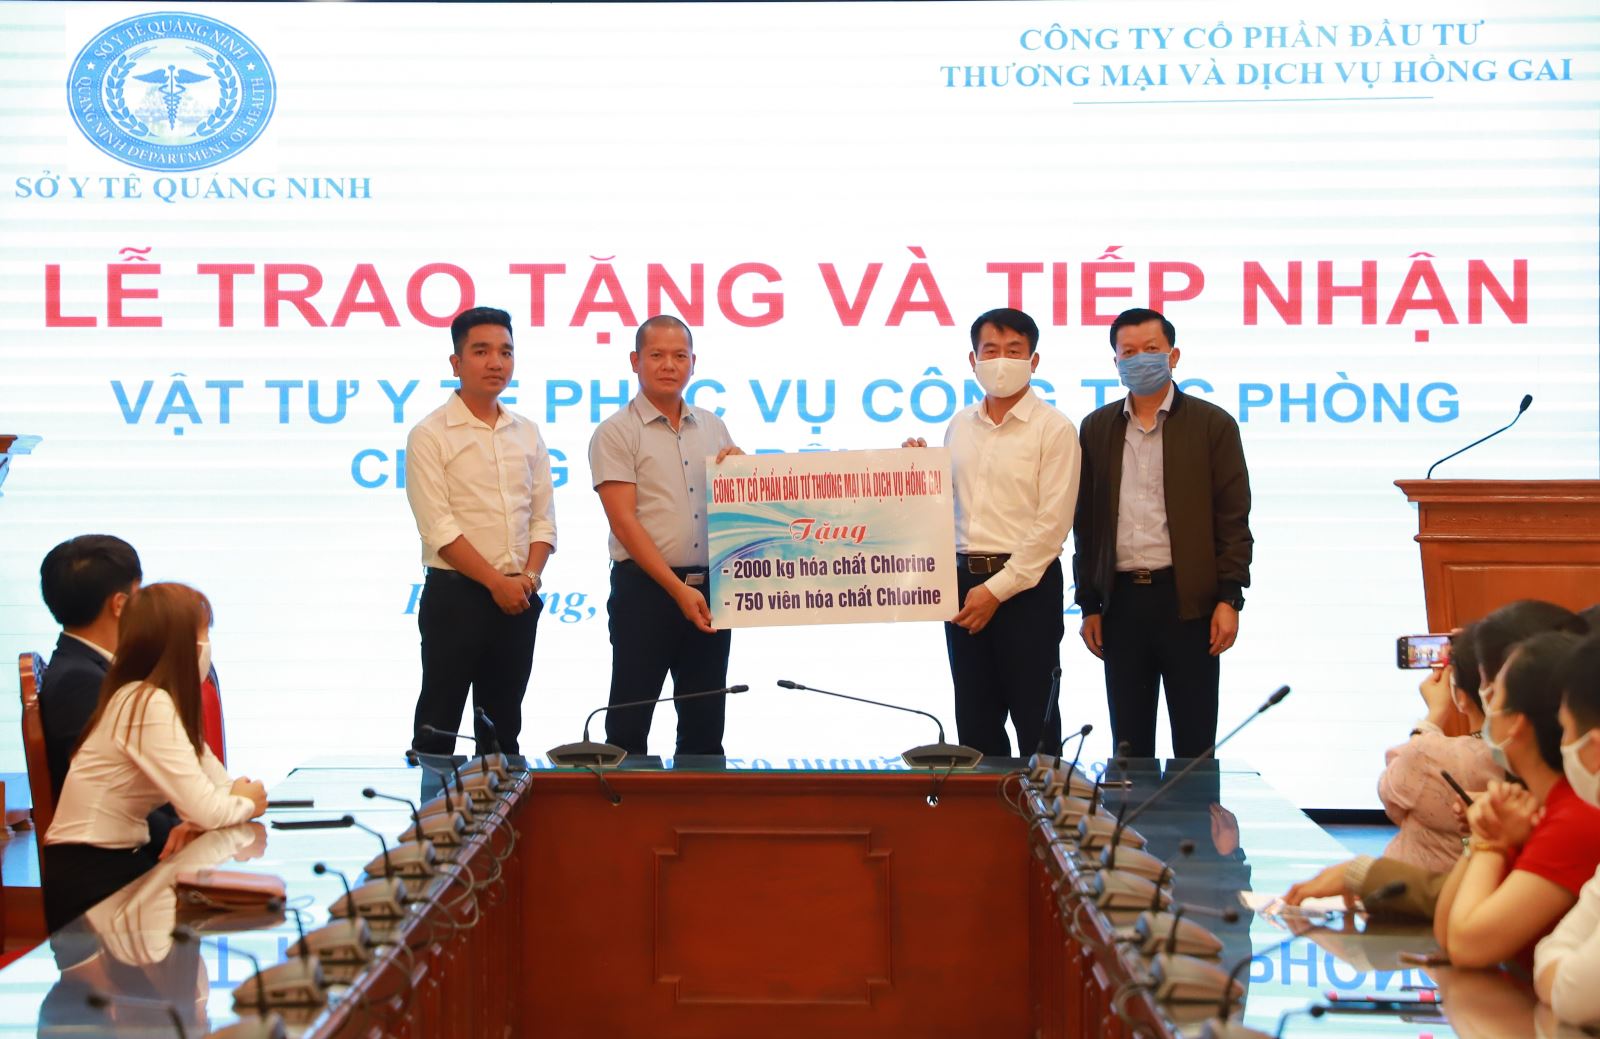 SỞ Y TẾ QUẢNG NINH
QUANG NINH DEPARTMENT OF HEALTH
SỞ Y TẾ QUẢNG NINH
CÔNG TY CỔ PHẦN ĐẦU TƯ
THƯƠNG MẠI VÀ DỊCH VỤ HỒNG GAI
LỄ TRAO TẶNG VÀ TIẾP NHẬN
VẬT TƯ Y TẾ PHỤC VỤ CÔNG TÁC PHÒNG
CÔNG TY CỔ PHẦN ĐẦU TƯ THƯƠNG MẠI VÀ DỊCH VỤ HỒNG GAI
Tặng
- 2000 kg hóa chất Chlorine
- 750 viên hóa chất Chlorine